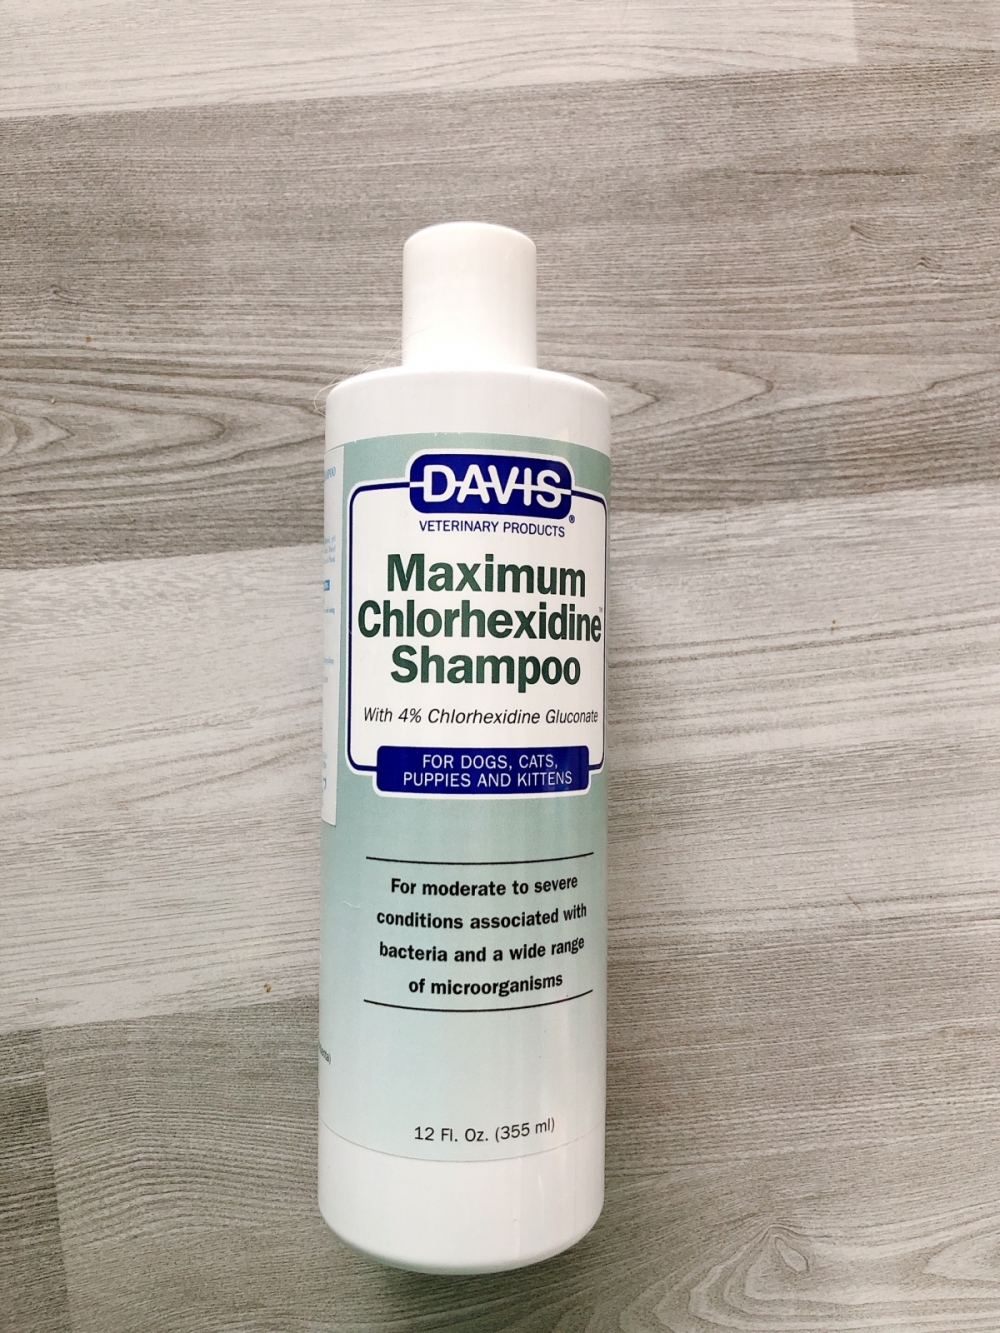 DAVIS®
VETERINARY PRODUCTS
Maximum
Chlorhexidine™
Shampoo
With 4% Chlorhexidine Gluconate
FOR DOGS, CATS,
PUPPIES AND KITTENS
For moderate to severe
conditions associated with
bacteria and a wide range
of microorganisms
12 Fl. Oz. (355 ml)